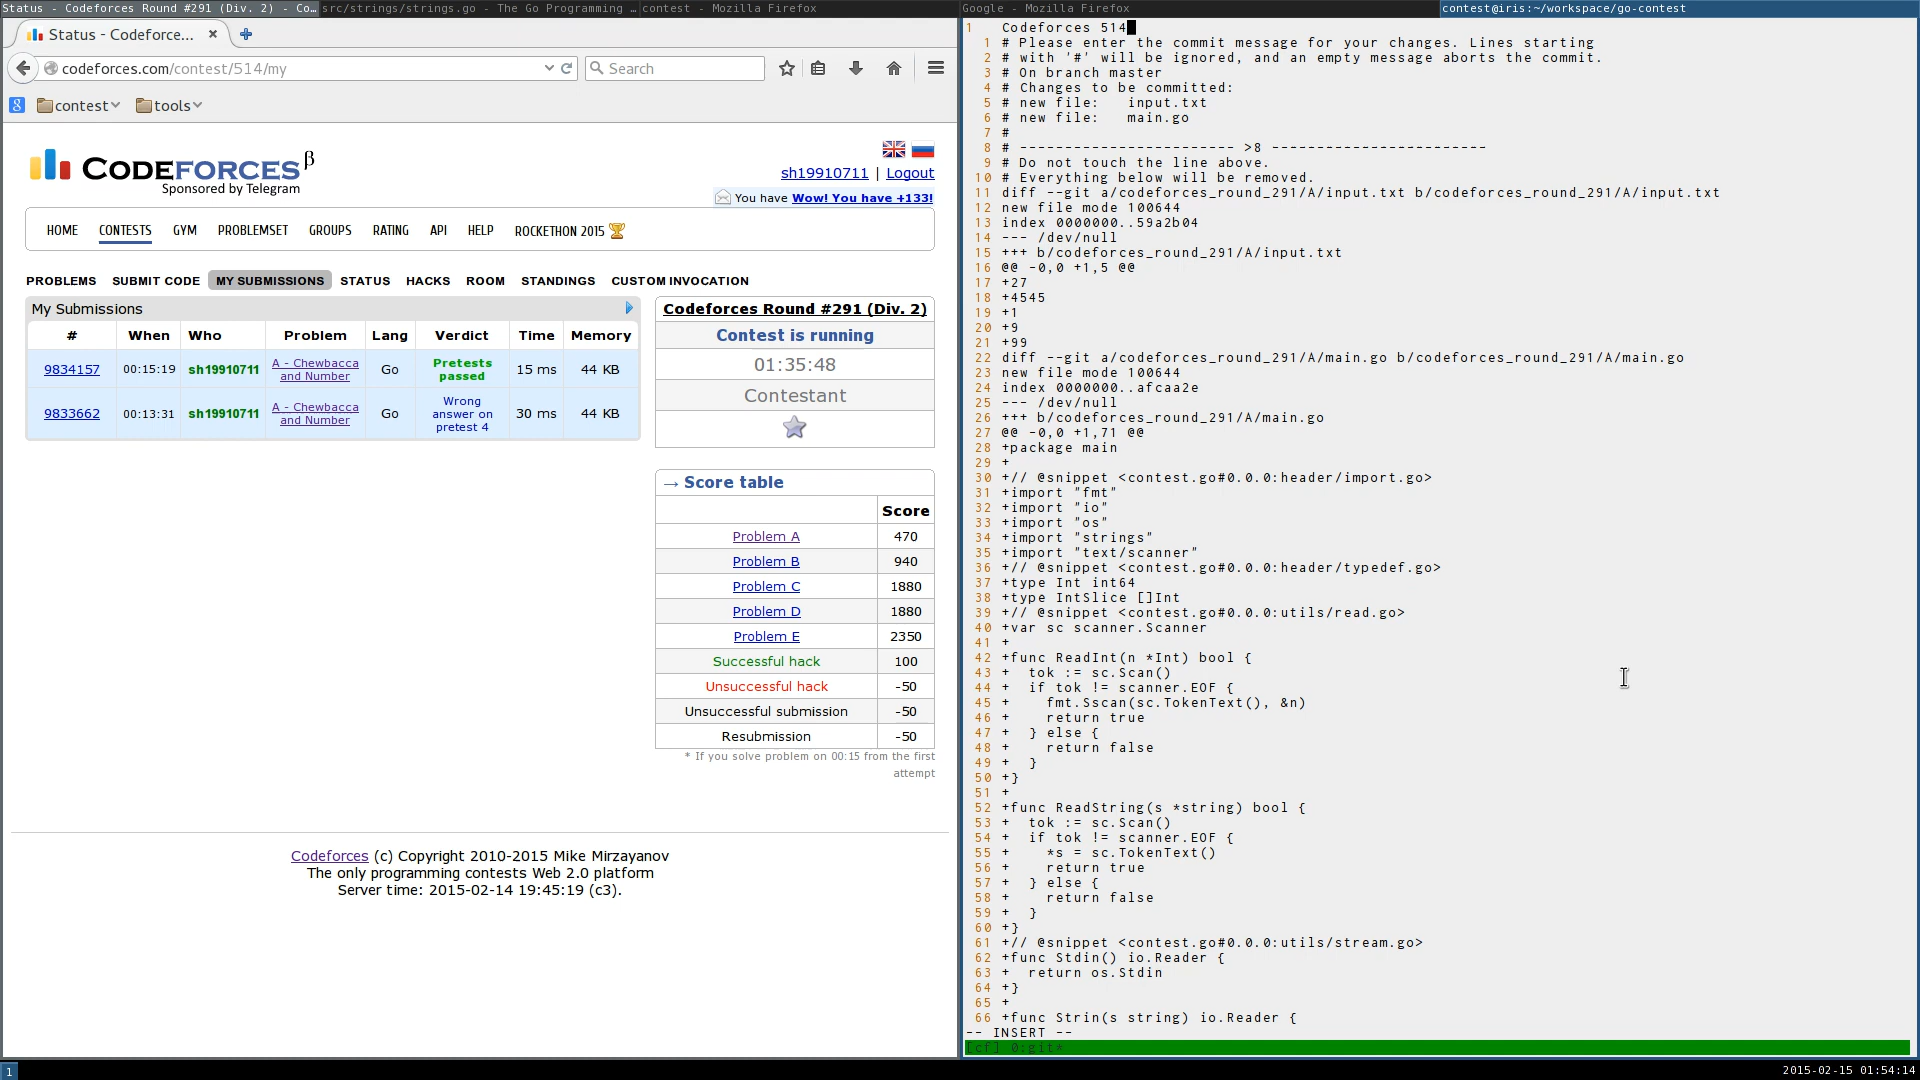 Status - Codeforces Round #291 (Div. 2) - Co...
src/strings/strings.go - The Go Programming …
contest - Mozilla Firefox
Google - Mozilla Firefox
contest@iris:~/workspace/go-contest
Status - Codeforce...
codeforces.com/contest/514/my
Search
contest
tools
CODEFORCES β
Sponsored by Telegram
sh19910711 | Logout
You have Wow! You have +133!
HOME CONTESTS GYM PROBLEMSET GROUPS RATING API HELP ROCKETHON 2015
PROBLEMS SUBMIT CODE MY SUBMISSIONS STATUS HACKS ROOM STANDINGS CUSTOM INVOCATION
My Submissions
# When Who Problem Lang Verdict Time Memory
9834157 00:15:19 sh19910711 A - Chewbacca and Number Go Pretests passed 15 ms 44 KB
9833662 00:13:31 sh19910711 A - Chewbacca and Number Go Wrong answer on pretest 4 30 ms 44 KB
Codeforces Round #291 (Div. 2)
Contest is running
01:35:48
Contestant
→ Score table
Score
Problem A 470
Problem B 940
Problem C 1880
Problem D 1880
Problem E 2350
Successful hack 100
Unsuccessful hack -50
Unsuccessful submission -50
Resubmission -50
* If you solve problem on 00:15 from the first
attempt
Codeforces (c) Copyright 2010-2015 Mike Mirzayanov
The only programming contests Web 2.0 platform
Server time: 2015-02-14 19:45:19 (c3).
1 Codeforces 514
1 # Please enter the commit message for your changes. Lines starting
2 # with '#' will be ignored, and an empty message aborts the commit.
3 # On branch master
4 # Changes to be committed:
5 # new file:   input.txt
6 # new file:   main.go
7 #
8 # ------------------------ >8 ------------------------
9 # Do not touch the line above.
10 # Everything below will be removed.
11 diff --git a/codeforces_round_291/A/input.txt b/codeforces_round_291/A/input.txt
12 new file mode 100644
13 index 0000000..59a2b04
14 --- /dev/null
15 +++ b/codeforces_round_291/A/input.txt
16 @@ -0,0 +1,5 @@
17 +27
18 +4545
19 +1
20 +9
21 +99
22 diff --git a/codeforces_round_291/A/main.go b/codeforces_round_291/A/main.go
23 new file mode 100644
24 index 0000000..afcaa2e
25 --- /dev/null
26 +++ b/codeforces_round_291/A/main.go
27 @@ -0,0 +1,71 @@
28 +package main
29 +
30 +// @snippet <contest.go#0.0.0:header/import.go>
31 +import "fmt"
32 +import "io"
33 +import "os"
34 +import "strings"
35 +import "text/scanner"
36 +// @snippet <contest.go#0.0.0:header/typedef.go>
37 +type Int int64
38 +type IntSlice []Int
39 +// @snippet <contest.go#0.0.0:utils/read.go>
40 +var sc scanner.Scanner
41 +
42 +func ReadInt(n *Int) bool {
43 +  tok := sc.Scan()
44 +  if tok != scanner.EOF {
45 +    fmt.Sscan(sc.TokenText(), &n)
46 +    return true
47 +  } else {
48 +    return false
49 +  }
50 +}
51 +
52 +func ReadString(s *string) bool {
53 +  tok := sc.Scan()
54 +  if tok != scanner.EOF {
55 +    *s = sc.TokenText()
56 +    return true
57 +  } else {
58 +    return false
59 +  }
60 +}
61 +// @snippet <contest.go#0.0.0:utils/stream.go>
62 +func Stdin() io.Reader {
63 +  return os.Stdin
64 +}
65 +
66 +func Strin(s string) io.Reader {
-- INSERT --
[cf] 0:git*
1
2015-02-15 01:54:14